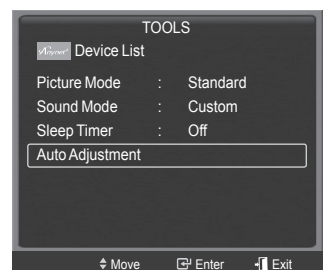 TOOLS
Anynet+ Device List
Picture Mode : Standard
Sound Mode : Custom
Sleep Timer : Off
Auto Adjustment
Move Enter Exit